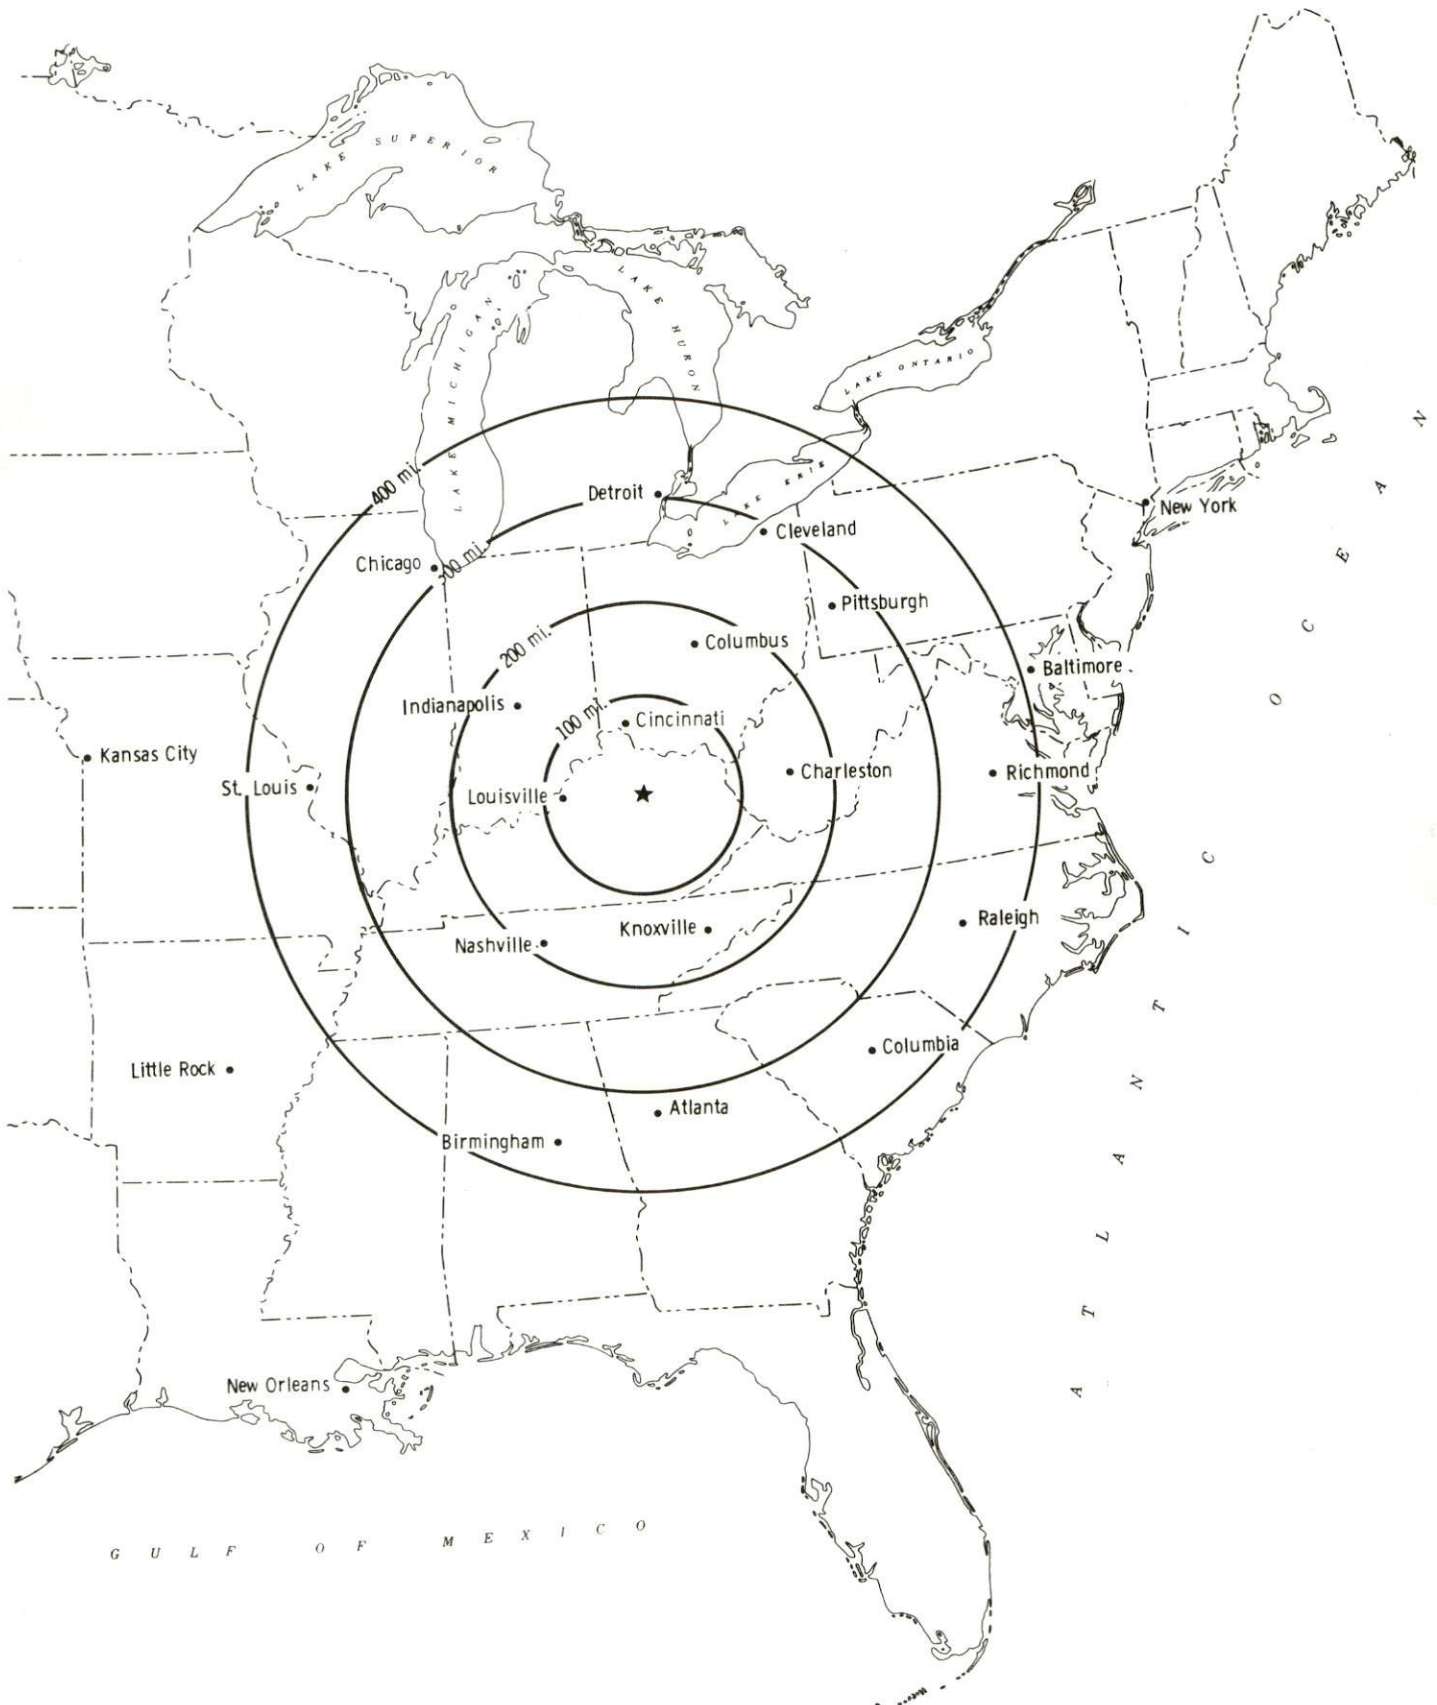 LAKE SUPERIOR
LAKE MICHIGAN
LAKE HURON
LAKE ONTARIO
LAKE ERIE
400 mi.
Detroit
New York
Cleveland
Chicago
300 mi.
Pittsburgh
200 mi.
Columbus
Baltimore
Indianapolis
100 mi.
Cincinnati
Kansas City
St. Louis
Louisville
Charleston
Richmond
Nashville
Knoxville
Raleigh
Little Rock
Columbia
Atlanta
Birmingham
New Orleans
ATLANTIC OCEAN
GULF OF MEXICO